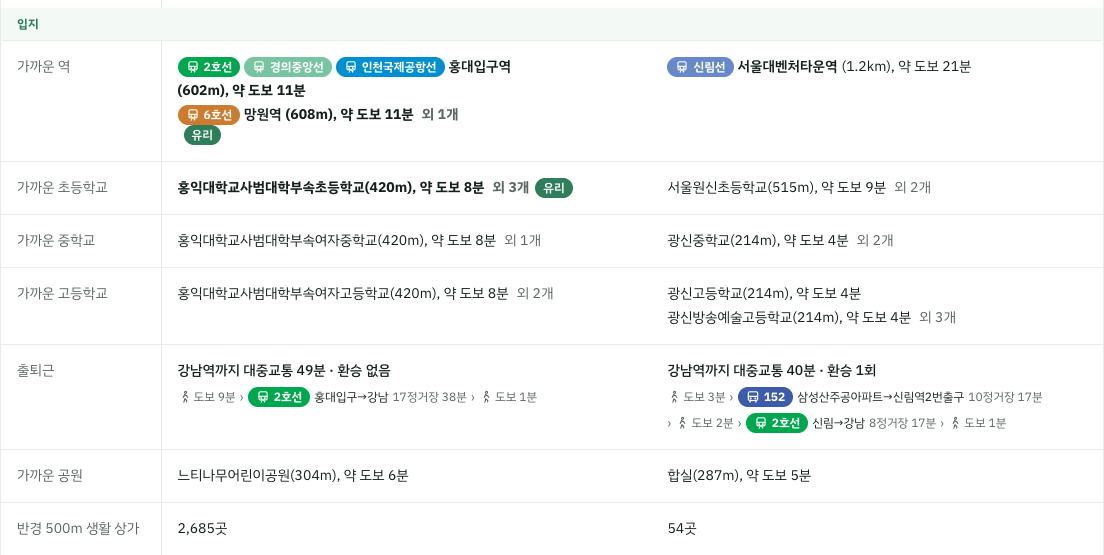 입지
가까운 역
2호선 경의중앙선 인천국제공항선 홍대입구역
(602m), 약 도보 11분
6호선 망원역 (608m), 약 도보 11분 외 1개
유리
신림선 서울대벤처타운역 (1.2km), 약 도보 21분
가까운 초등학교
홍익대학교사범대학부속초등학교(420m), 약 도보 8분 외 3개 유리
서울원신초등학교(515m), 약 도보 9분 외 2개
가까운 중학교
홍익대학교사범대학부속여자중학교(420m), 약 도보 8분 외 1개
광신중학교(214m), 약 도보 4분 외 2개
가까운 고등학교
홍익대학교사범대학부속여자고등학교(420m), 약 도보 8분 외 2개
광신고등학교(214m), 약 도보 4분
광신방송예술고등학교(214m), 약 도보 4분 외 3개
출퇴근
강남역까지 대중교통 49분 · 환승 없음
도보 9분 › 2호선 홍대입구→강남 17정거장 38분 › 도보 1분
강남역까지 대중교통 40분 · 환승 1회
도보 3분 › 152 삼성산주공아파트→신림역2번출구 10정거장 17분
› 도보 2분 › 2호선 신림→강남 8정거장 17분 › 도보 1분
가까운 공원
느티나무어린이공원(304m), 약 도보 6분
합실(287m), 약 도보 5분
반경 500m 생활 상가
2,685곳
54곳